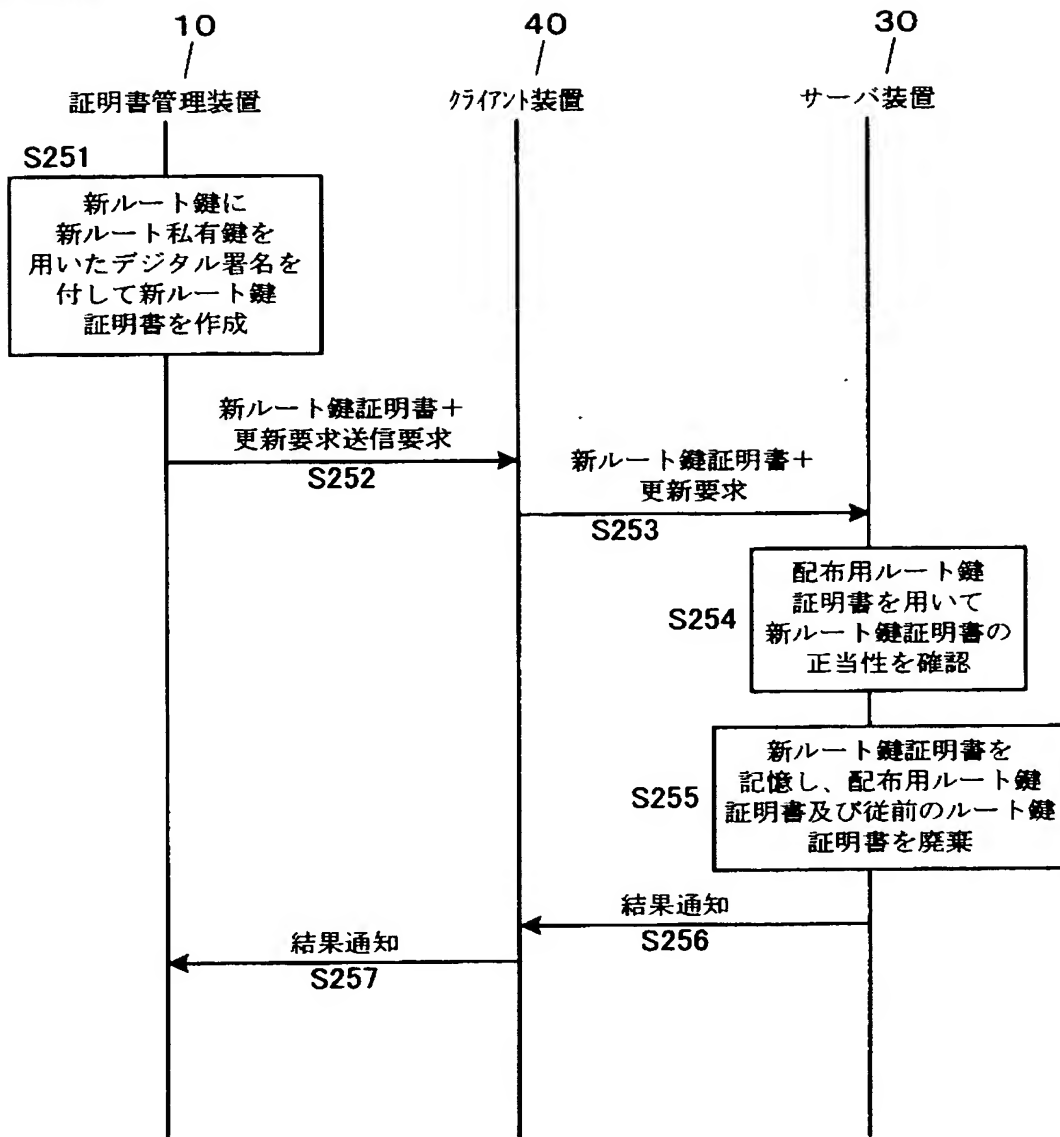 10
40
30
証明書管理装置
クライアント装置
サーバ装置
S251
新ルート鍵に
新ルート私有鍵を
用いたデジタル署名を
付して新ルート鍵
証明書を作成
新ルート鍵証明書＋
更新要求送信要求
S252
新ルート鍵証明書＋
更新要求
S253
S254
配布用ルート鍵
証明書を用いて
新ルート鍵証明書の
正当性を確認
S255
新ルート鍵証明書を
記憶し、配布用ルート鍵
証明書及び従前のルート鍵
証明書を廃棄
結果通知
S256
結果通知
S257